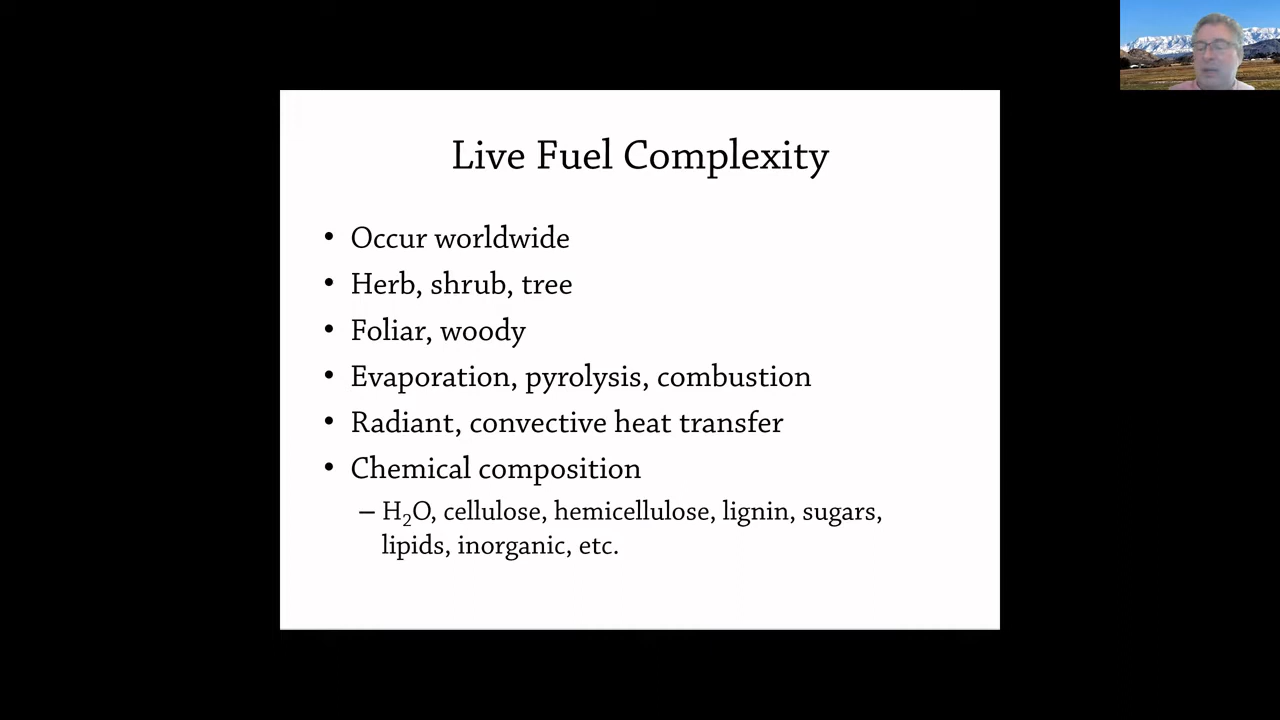 Live Fuel Complexity
• Occur worldwide
• Herb, shrub, tree
• Foliar, woody
• Evaporation, pyrolysis, combustion
• Radiant, convective heat transfer
• Chemical composition
– H₂O, cellulose, hemicellulose, lignin, sugars,
lipids, inorganic, etc.